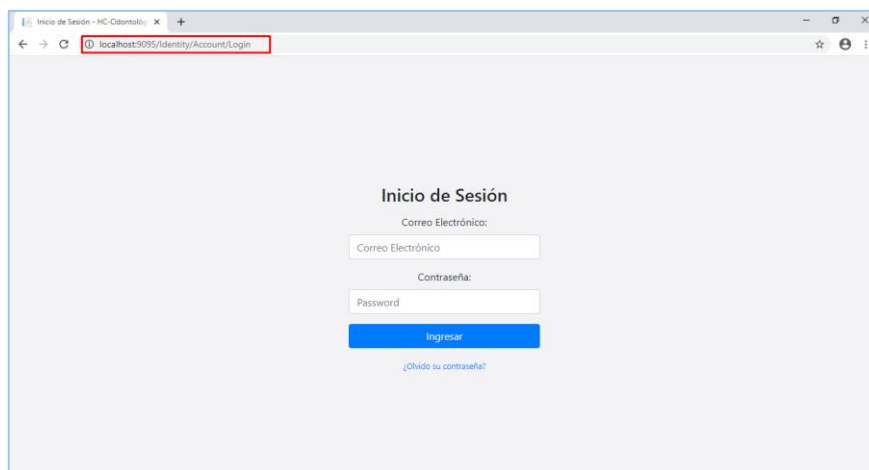 Inicio de Sesión - HC-Odontológ
localhost:9095/Identity/Account/Login
Inicio de Sesión
Correo Electrónico:
Correo Electrónico
Contraseña:
Password
Ingresar
¿Olvido su contraseña?